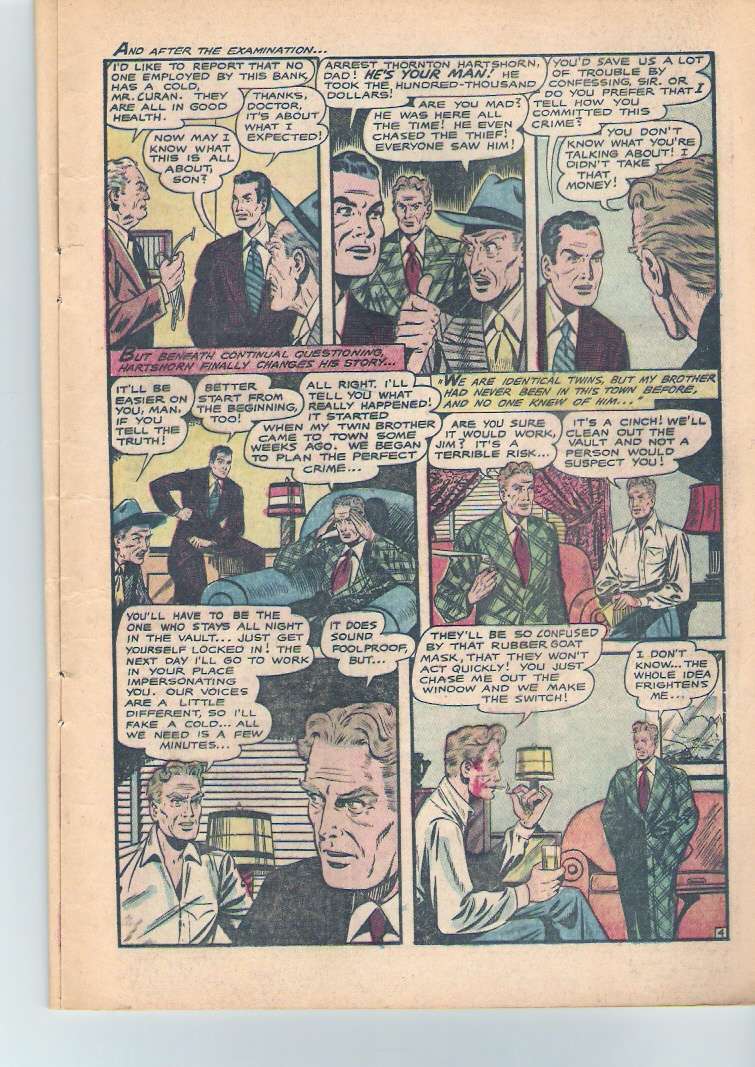 AND AFTER THE EXAMINATION...
I'D LIKE TO REPORT THAT NO
ONE EMPLOYED BY THIS BANK
HAS A COLD,
MR. CURAN. THEY
ARE ALL IN GOOD
HEALTH.
THANKS,
DOCTOR,
IT'S ABOUT
WHAT I
EXPECTED!
NOW MAY I
KNOW WHAT
THIS IS ALL
ABOUT,
SON?
ARREST THORNTON HARTSHORN,
DAD! HE'S YOUR MAN! HE
TOOK THE HUNDRED-THOUSAND
DOLLARS!
ARE YOU MAD?
HE WAS HERE ALL
THE TIME! HE EVEN
CHASED THE THIEF!
EVERYONE SAW HIM!
YOU'D SAVE US A LOT
OF TROUBLE BY
CONFESSING, SIR. OR
DO YOU PREFER THAT I
TELL HOW YOU
COMMITTED THIS
CRIME?
YOU DON'T
KNOW WHAT YOU'RE
TALKING ABOUT! I
DIDN'T TAKE
THAT
MONEY!
BUT BENEATH CONTINUAL QUESTIONING,
HARTSHORN FINALLY CHANGES HIS STORY...
IT'LL BE
EASIER ON
YOU, MAN,
IF YOU
TELL THE
TRUTH!
BETTER
START FROM
THE BEGINNING,
TOO!
ALL RIGHT. I'LL
TELL YOU WHAT
REALLY HAPPENED!
IT STARTED
WHEN MY TWIN BROTHER
CAME TO TOWN SOME
WEEKS AGO. WE BEGAN
TO PLAN THE PERFECT
CRIME...
"WE ARE IDENTICAL TWINS, BUT MY BROTHER
HAD NEVER BEEN IN THIS TOWN BEFORE,
AND NO ONE KNEW OF HIM..."
ARE YOU SURE
IT WOULD WORK,
JIM? IT'S A
TERRIBLE RISK...
IT'S A CINCH! WE'LL
CLEAN OUT THE
VAULT AND NOT A
PERSON WOULD
SUSPECT YOU!
YOU'LL HAVE TO BE THE
ONE WHO STAYS ALL NIGHT
IN THE VAULT... JUST GET
YOURSELF LOCKED IN! THE
NEXT DAY I'LL GO TO WORK
IN YOUR PLACE
IMPERSONATING
YOU. OUR VOICES
ARE A LITTLE
DIFFERENT, SO I'LL
FAKE A COLD... ALL
WE NEED IS A FEW
MINUTES...
IT DOES
SOUND
FOOLPROOF,
BUT...
THEY'LL BE SO CONFUSED
BY THAT RUBBER GOAT
MASK, THAT THEY WON'T
ACT QUICKLY! YOU JUST
CHASE ME OUT THE
WINDOW AND WE MAKE
THE SWITCH!
I DON'T
KNOW... THE
WHOLE IDEA
FRIGHTENS
ME...
4